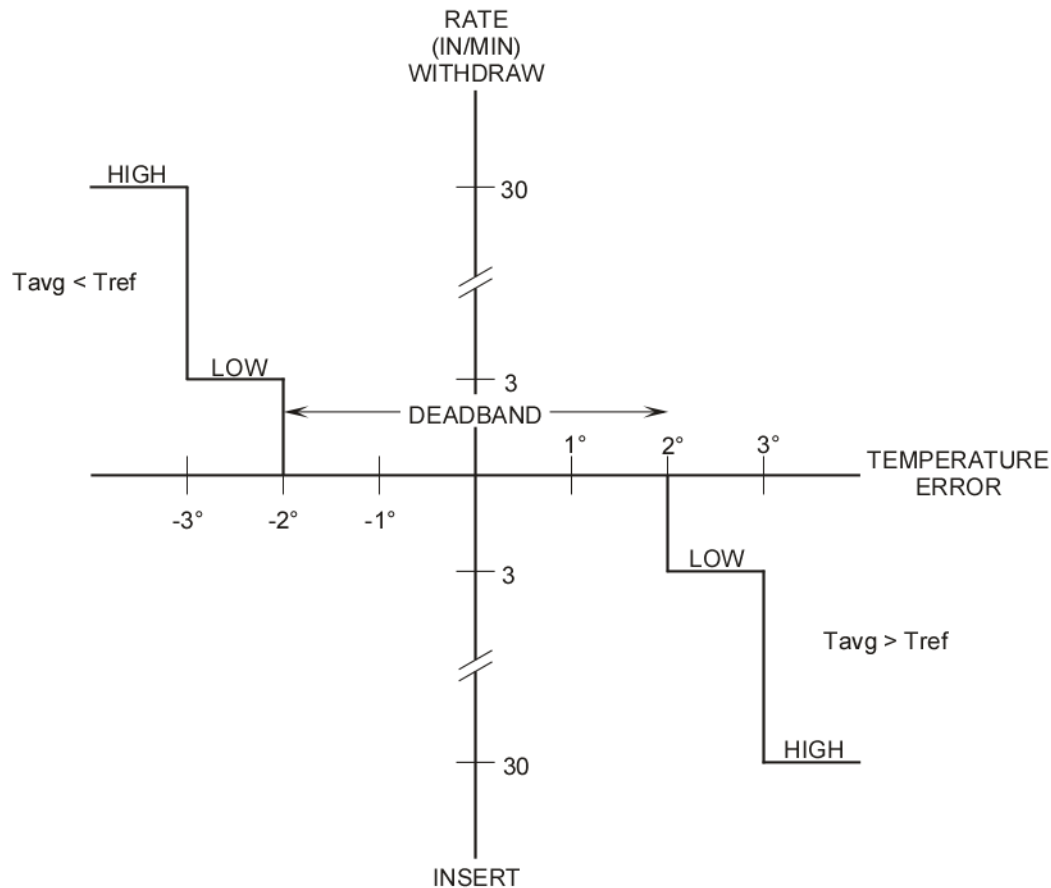 RATE
(IN/MIN)
WITHDRAW
HIGH
30
Tavg < Tref
LOW
3
DEADBAND
1°
2°
3°
TEMPERATURE
ERROR
-3°
-2°
-1°
LOW
3
Tavg > Tref
HIGH
30
INSERT